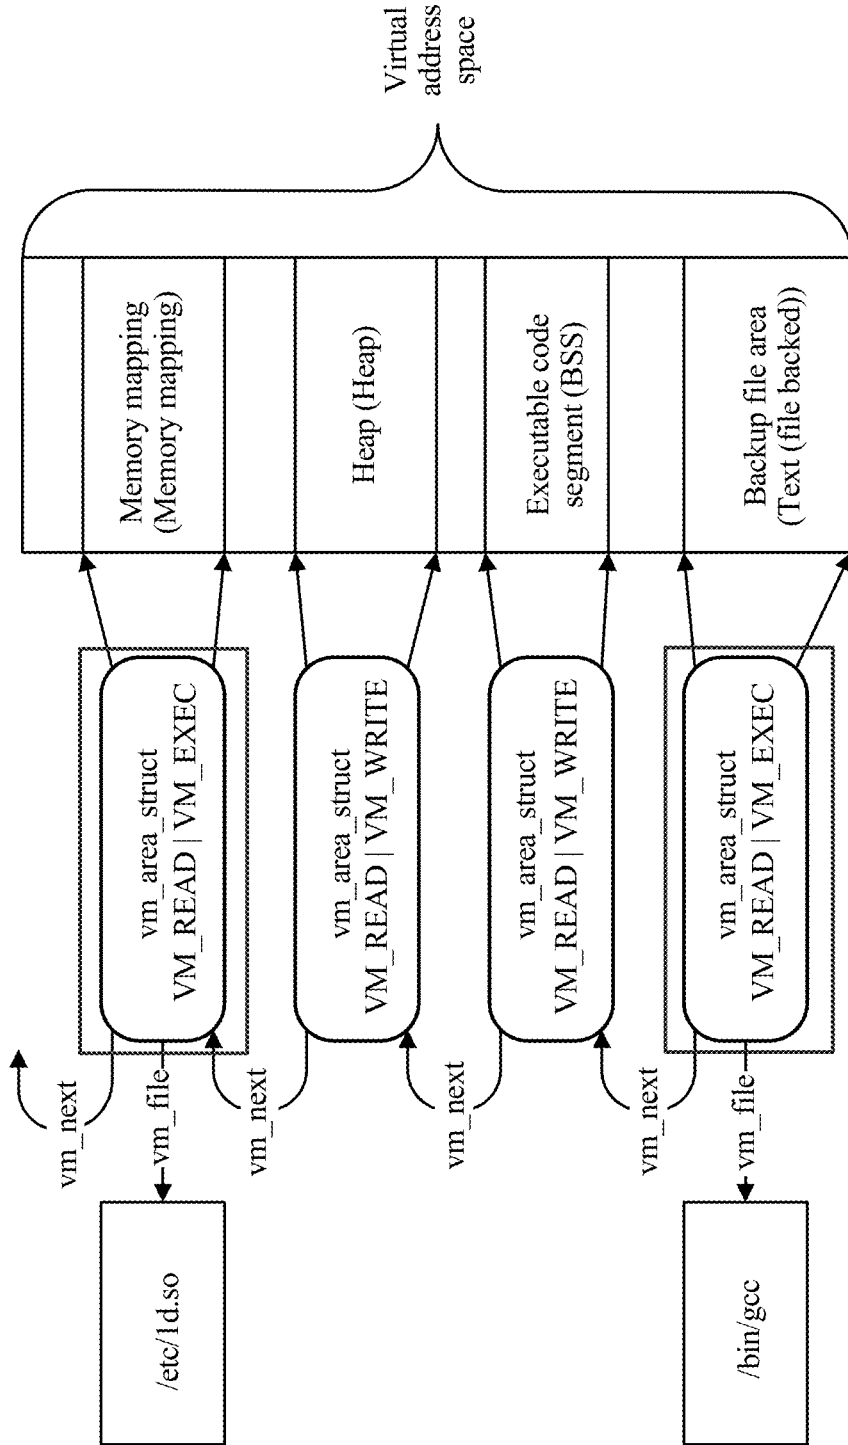 /etc/1d.so
vm_next
vm_file
vm_area_struct
VM_READ | VM_EXEC
Memory mapping
(Memory mapping)
vm_next
vm_area_struct
VM_READ | VM_WRITE
Heap (Heap)
vm_next
vm_area_struct
VM_READ | VM_WRITE
Executable code
segment (BSS)
/bin/gcc
vm_next
vm_file
vm_area_struct
VM_READ | VM_EXEC
Backup file area
(Text (file backed))
Virtual
address
space